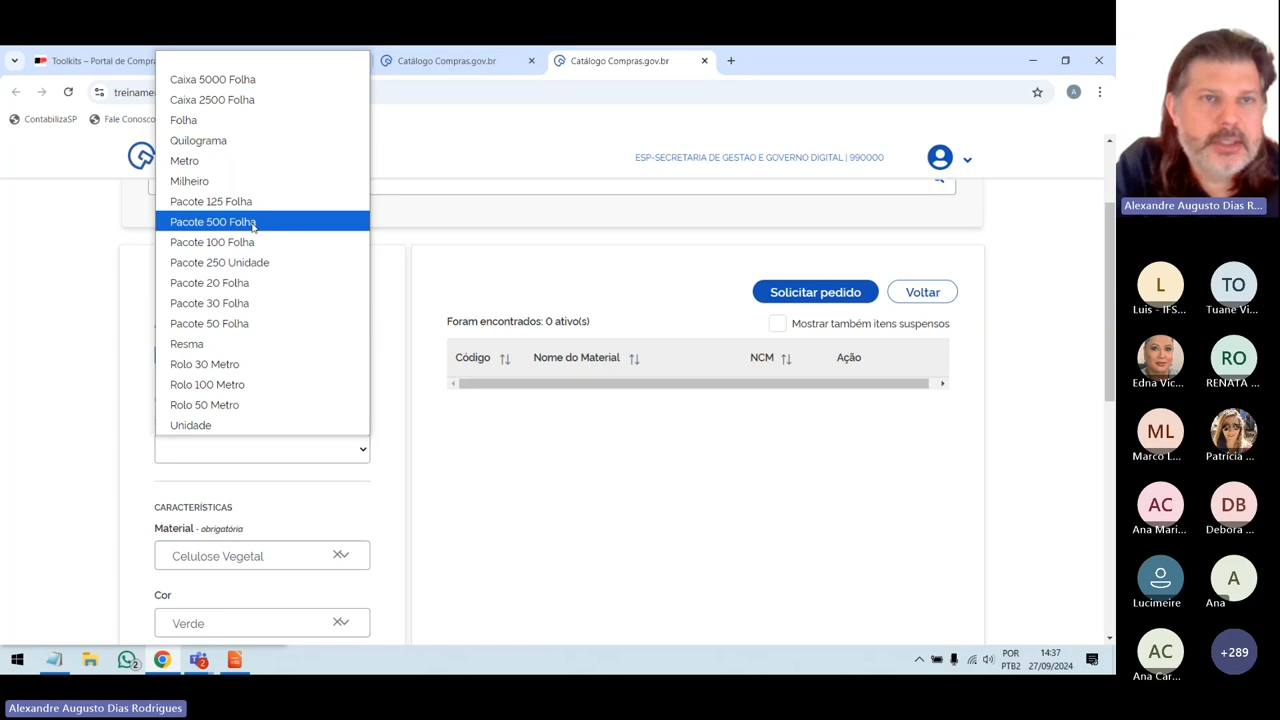 Toolkits – Portal de Compra
Catálogo Compras.gov.br
Catálogo Compras.gov.br
treiname
ContabilizaSP
Fale Conosco
ESP-SECRETARIA DE GESTAO E GOVERNO DIGITAL | 990000
Caixa 5000 Folha
Caixa 2500 Folha
Folha
Quilograma
Metro
Milheiro
Pacote 125 Folha
Pacote 500 Folha
Pacote 100 Folha
Pacote 250 Unidade
Pacote 20 Folha
Pacote 30 Folha
Pacote 50 Folha
Resma
Rolo 30 Metro
Rolo 100 Metro
Rolo 50 Metro
Unidade
CARACTERÍSTICAS
Material - obrigatória
Celulose Vegetal
Cor
Verde
Solicitar pedido
Voltar
Foram encontrados: 0 ativo(s)
Mostrar também itens suspensos
Código
Nome do Material
NCM
Ação
2
2
POR
PTB2
14:37
27/09/2024
Alexandre Augusto Dias R...
L
Luis - IFS...
TO
Tuane Vi...
Edna Vic...
RO
RENATA ...
ML
Marco L...
Patrícia ...
AC
Ana Mari...
DB
Debora ...
Lucimeire
A
Ana
AC
Ana Car...
+289
A
Alexandre Augusto Dias Rodrigues